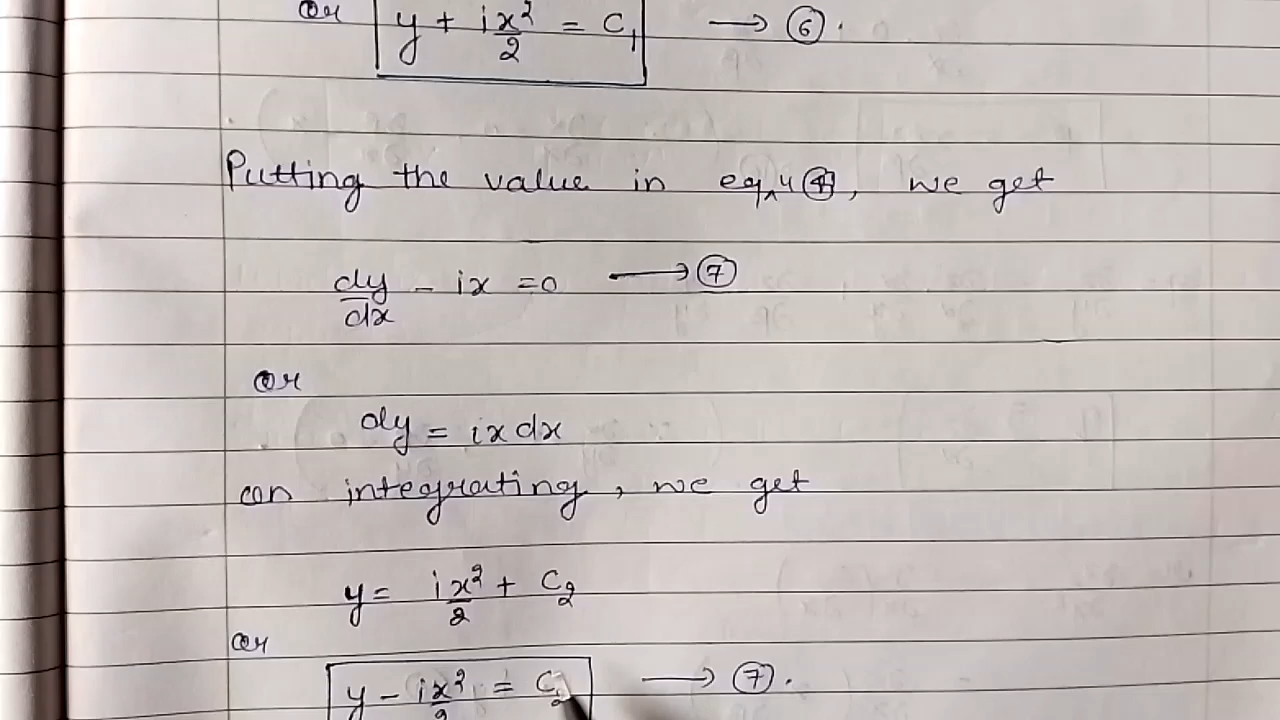 or y + ix²/2 = C₁ → ⑥.
Putting the value in eqn 4 ④, we get
dy/dx - ix = 0 → ⑦
or
dy = ix dx
on integrating, we get
y = ix²/2 + C₂
or
y - ix²/2 = C₂ → ⑦.